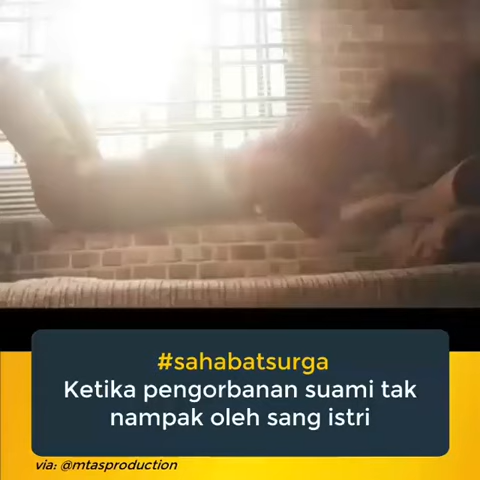 #sahabatsurga
Ketika pengorbanan suami tak
nampak oleh sang istri
via: @mtasproduction